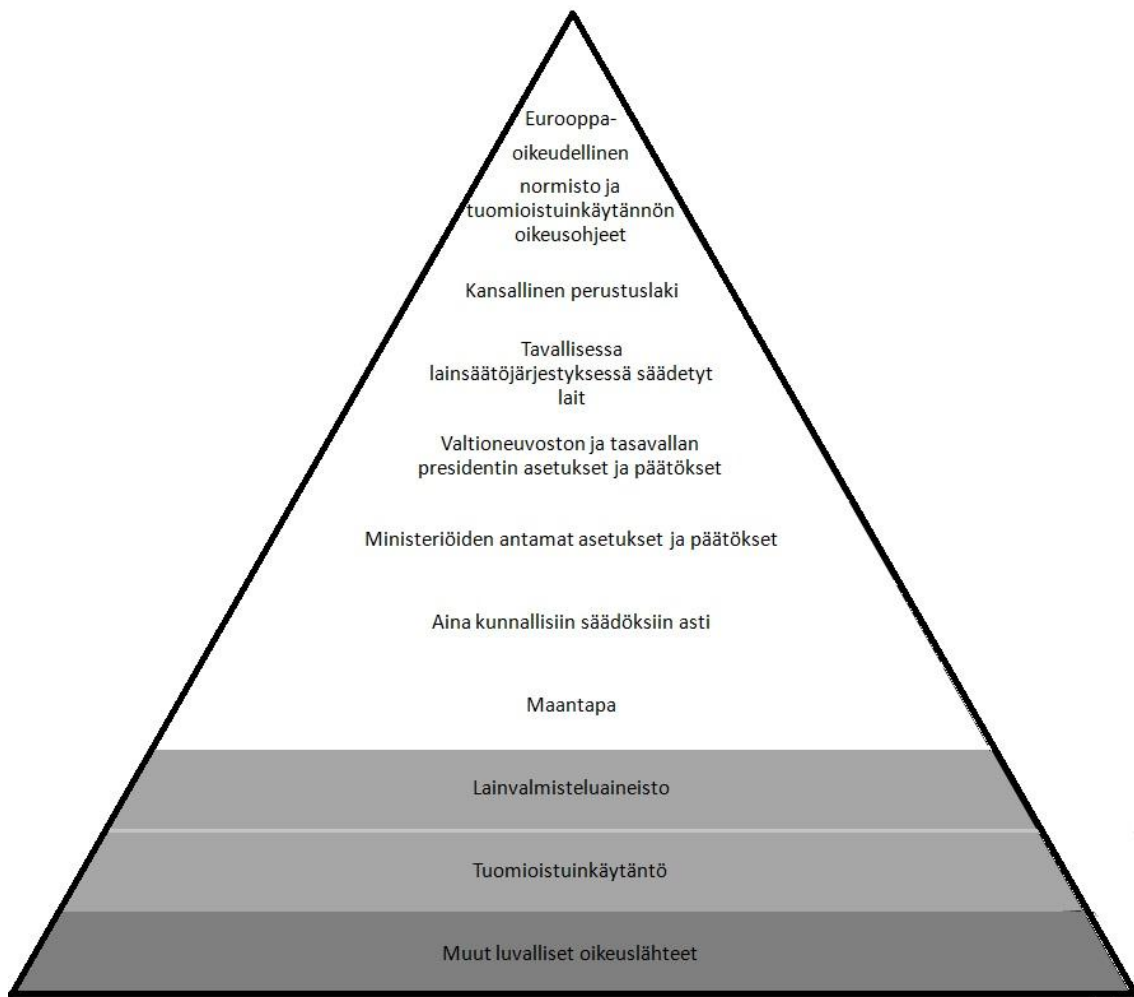 Eurooppa-
oikeudellinen
normisto ja
tuomioistuinkäytännön
oikeusohjeet
Kansallinen perustuslaki
Tavallisessa
lainsäätöjärjestyksessä säädetyt
lait
Valtioneuvoston ja tasavallan
presidentin asetukset ja päätökset
Ministeriöiden antamat asetukset ja päätökset
Aina kunnallisiin säädöksiin asti
Maantapa
Lainvalmisteluaineisto
Tuomioistuinkäytäntö
Muut luvalliset oikeuslähteet